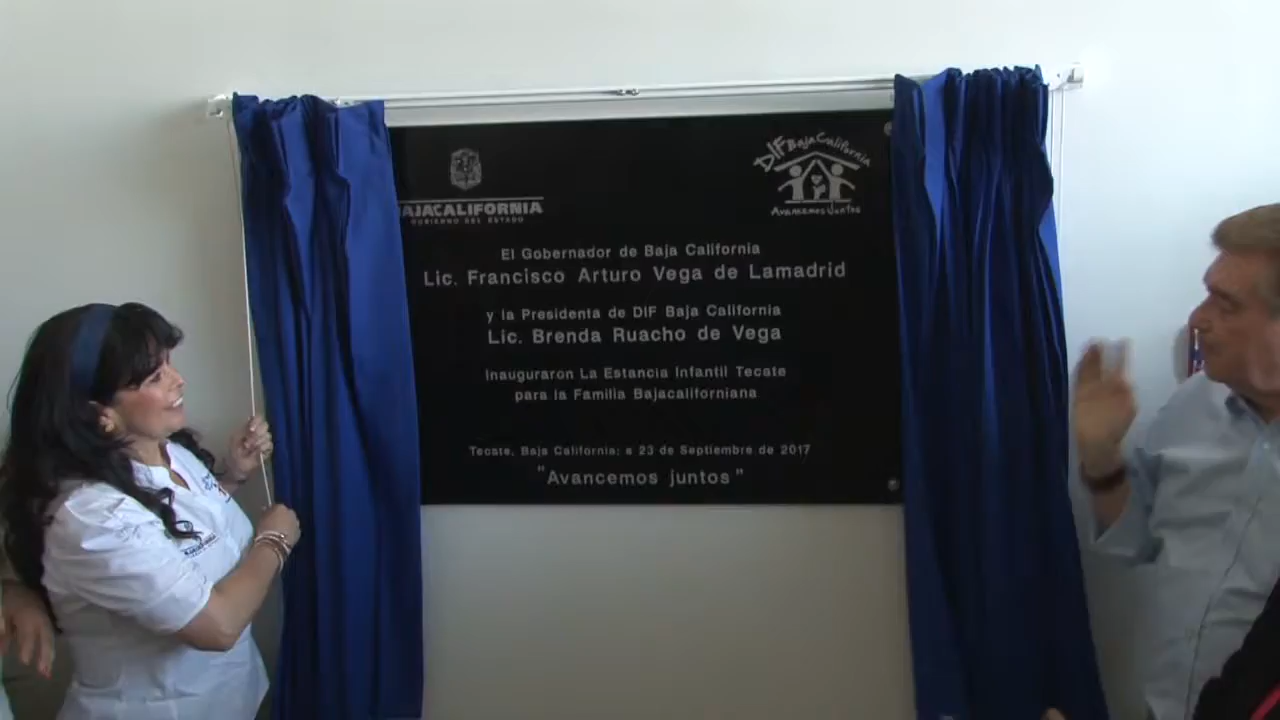 DIF Baja California
Avancemos Juntos
BAJACALIFORNIA
GOBIERNO DEL ESTADO
El Gobernador de Baja California
Lic. Francisco Arturo Vega de Lamadrid
y la Presidenta de DIF Baja California
Lic. Brenda Ruacho de Vega
Inauguraron La Estancia Infantil Tecate
para la Familia Bajacaliforniana
Tecate, Baja California; a 23 de Septiembre de 2017
"Avancemos juntos"